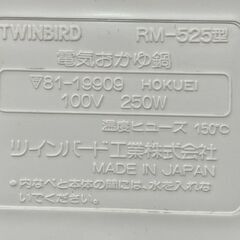 TWINBIRD RM-525型
電気おかゆ鍋
▽81-19909 HOKUEI
100V 250W
温度ヒューズ 150℃
ツインバード工業株式会社
MADE IN JAPAN
*内なべと本体の間には、水を入れな
いでください。